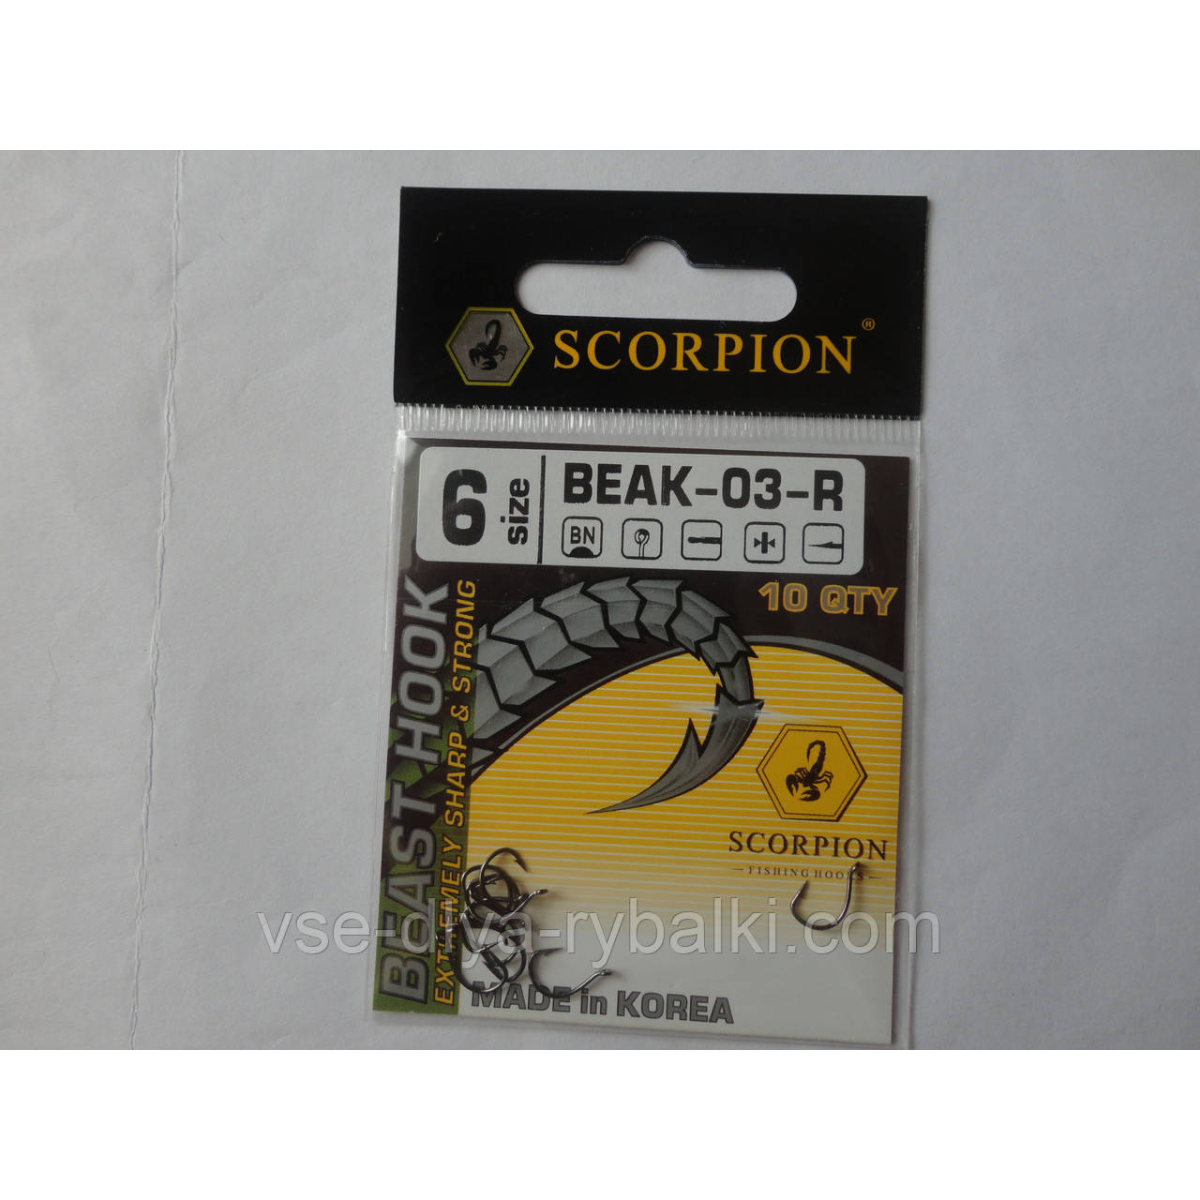 SCORPION®
6 size
BEAK-03-R
BN
10 QTY
BEAST HOOK
EXTHEMELY SHARP & STRONG
SCORPION
FISHING HOOKS
vse-dlya-rybalki.com
MADE in KOREA